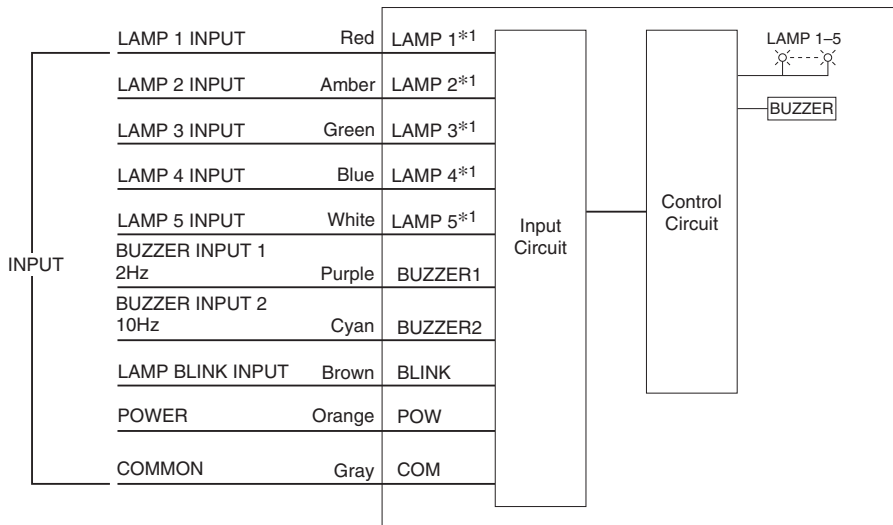 LAMP 1–5
LAMP 1 INPUT Red LAMP 1*1
LAMP 2 INPUT Amber LAMP 2*1
BUZZER
LAMP 3 INPUT Green LAMP 3*1
LAMP 4 INPUT Blue LAMP 4*1
LAMP 5 INPUT White LAMP 5*1
Input
Circuit
Control
Circuit
INPUT
BUZZER INPUT 1
2Hz Purple BUZZER1
BUZZER INPUT 2
10Hz Cyan BUZZER2
LAMP BLINK INPUT Brown BLINK
POWER Orange POW
COMMON Gray COM